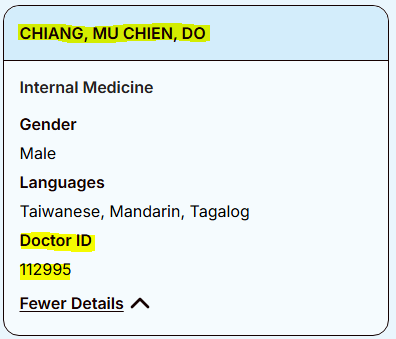 CHIANG, MU CHIEN, DO
Internal Medicine
Gender
Male
Languages
Taiwanese, Mandarin, Tagalog
Doctor ID
112995
Fewer Details